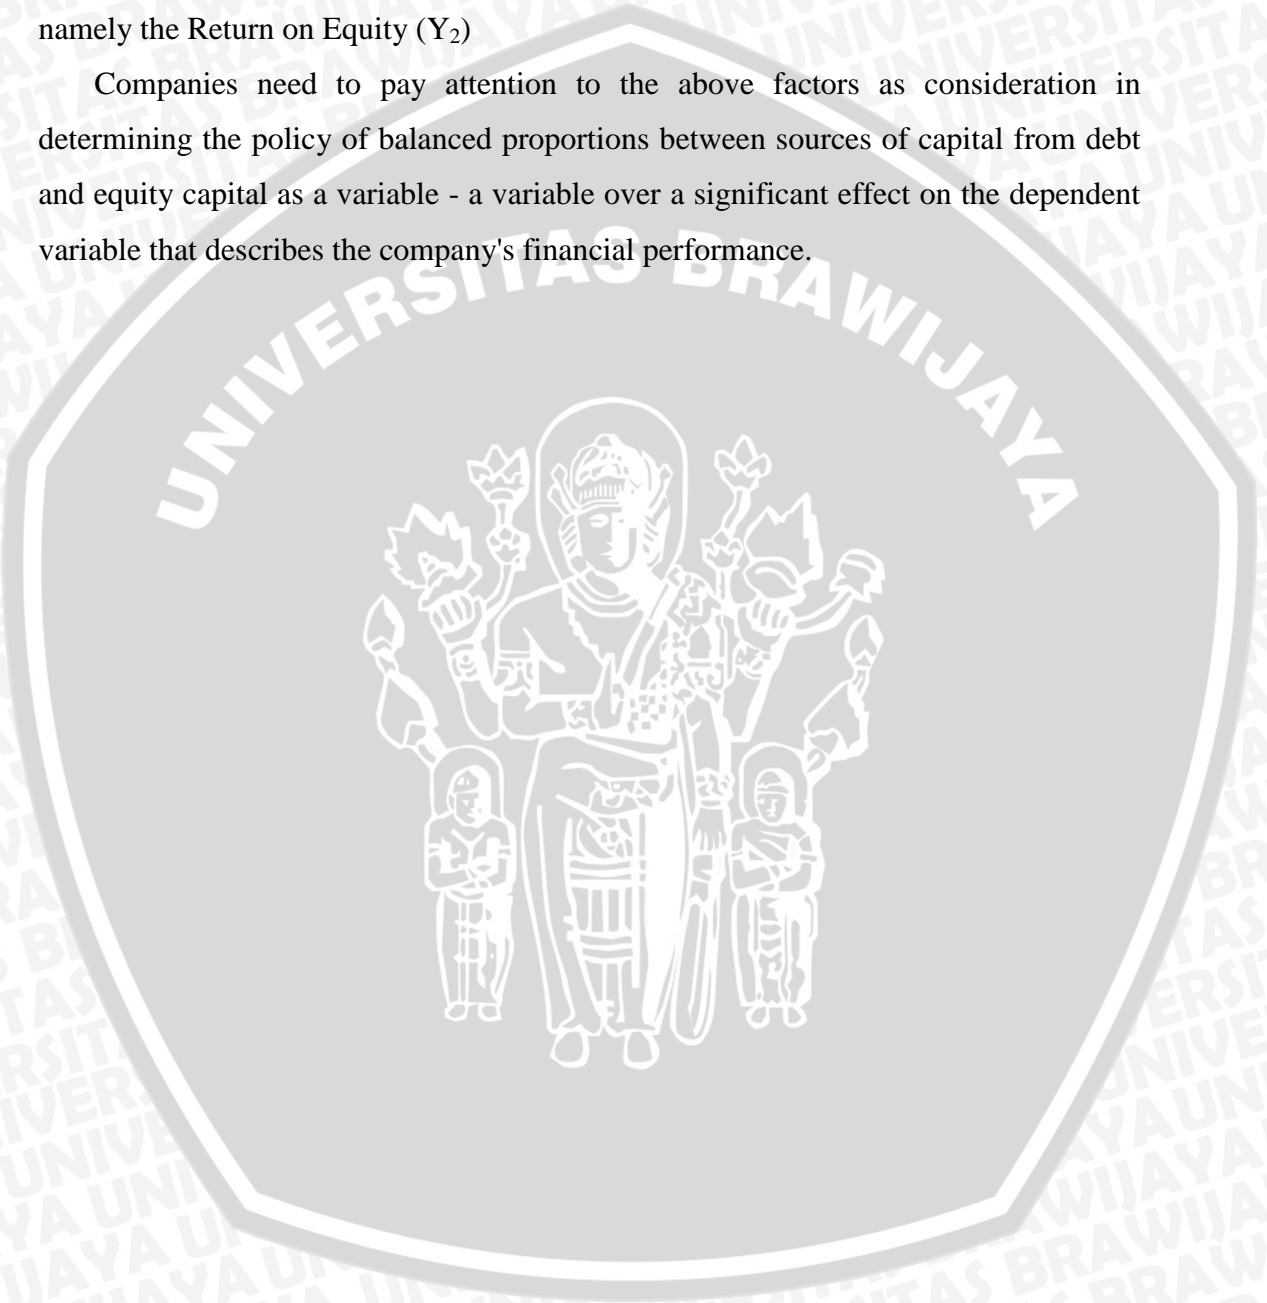 namely the Return on Equity (Y₂)
Companies need to pay attention to the above factors as consideration in
determining the policy of balanced proportions between sources of capital from debt
and equity capital as a variable - a variable over a significant effect on the dependent
variable that describes the company's financial performance.
UNIVERSITAS BRAWIJAYA